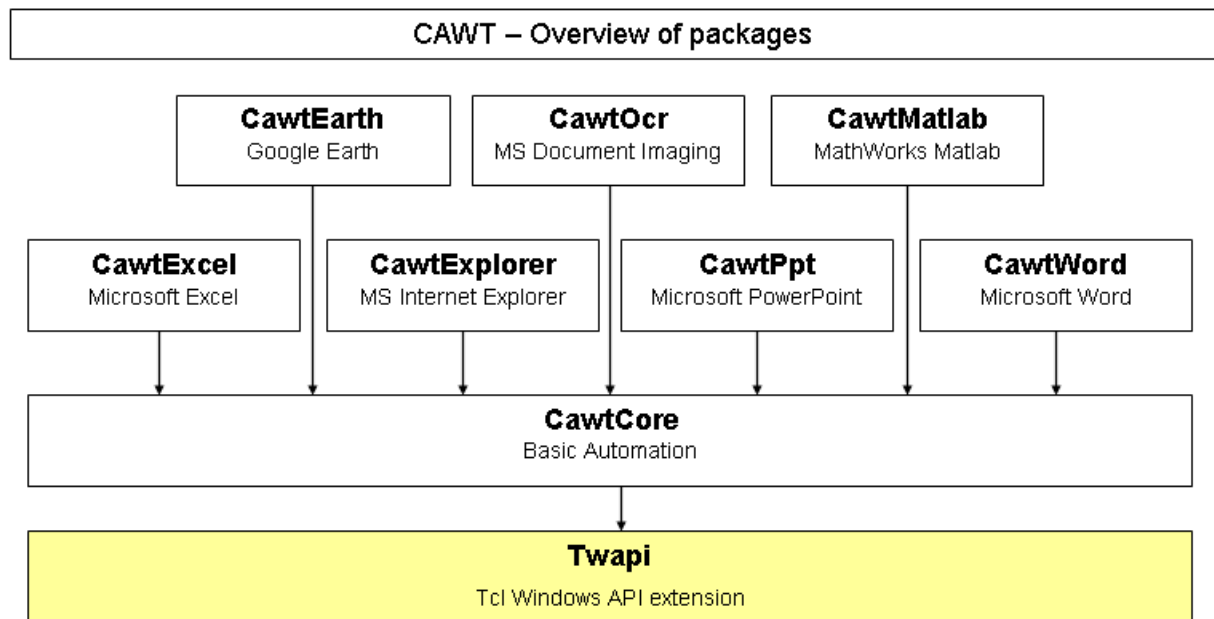 CAWT – Overview of packages
CawtEarth
Google Earth
CawtOcr
MS Document Imaging
CawtMatlab
MathWorks Matlab
CawtExcel
Microsoft Excel
CawtExplorer
MS Internet Explorer
CawtPpt
Microsoft PowerPoint
CawtWord
Microsoft Word
CawtCore
Basic Automation
Twapi
Tcl Windows API extension